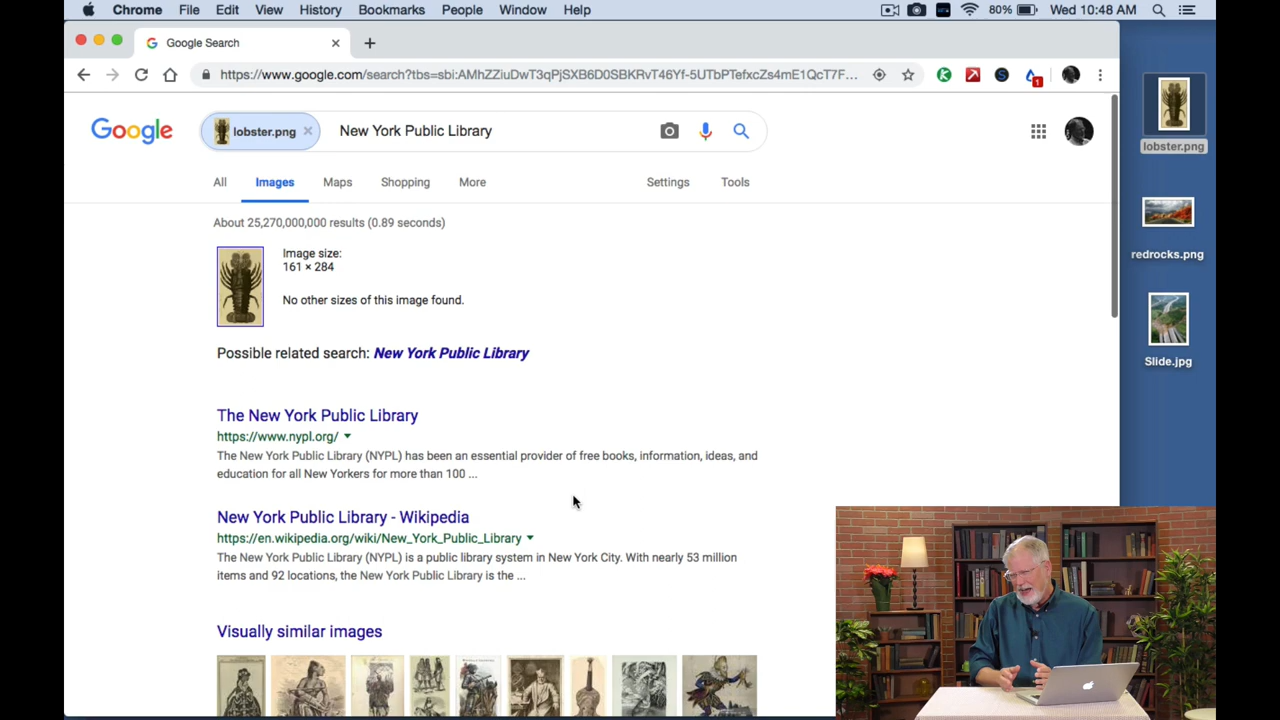 Chrome File Edit View History Bookmarks People Window Help 80% Wed 10:48 AM
Google Search
https://www.google.com/search?tbs=sbi:AMhZZiuDwT3qPjSXB6D0SBKRvT46Yf-5UTbPTefxcZs4mE1QcT7F... 1
Google lobster.png New York Public Library
lobster.png
All Images Maps Shopping More Settings Tools
About 25,270,000,000 results (0.89 seconds)
Image size:
161 × 284
redrocks.png
No other sizes of this image found.
Possible related search: New York Public Library
Slide.jpg
The New York Public Library
https://www.nypl.org/
The New York Public Library (NYPL) has been an essential provider of free books, information, ideas, and
education for all New Yorkers for more than 100 ...
New York Public Library - Wikipedia
https://en.wikipedia.org/wiki/New_York_Public_Library
The New York Public Library (NYPL) is a public library system in New York City. With nearly 53 million
items and 92 locations, the New York Public Library is the ...
Visually similar images